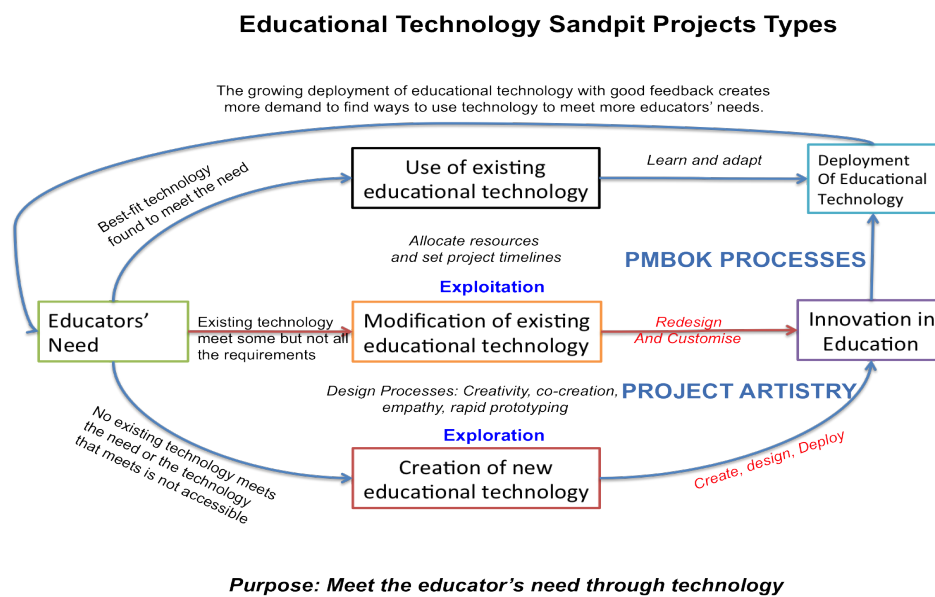 Educational Technology Sandpit Projects Types
The growing deployment of educational technology with good feedback creates
more demand to find ways to use technology to meet more educators' needs.
Best-fit technology
found to meet the need
Use of existing
educational technology
Learn and adapt
Deployment
Of Educational
Technology
Allocate resources
and set project timelines
PMBOK PROCESSES
Exploitation
Educators'
Need
Existing technology
meet some but not all
the requirements
Modification of existing
educational technology
Redesign
And Customise
Innovation in
Education
Design Processes: Creativity, co-creation,
empathy, rapid prototyping
PROJECT ARTISTRY
Exploration
No existing technology meets
the need or the technology
that meets is not accessible
Creation of new
educational technology
Create, design, Deploy
Purpose: Meet the educator's need through technology